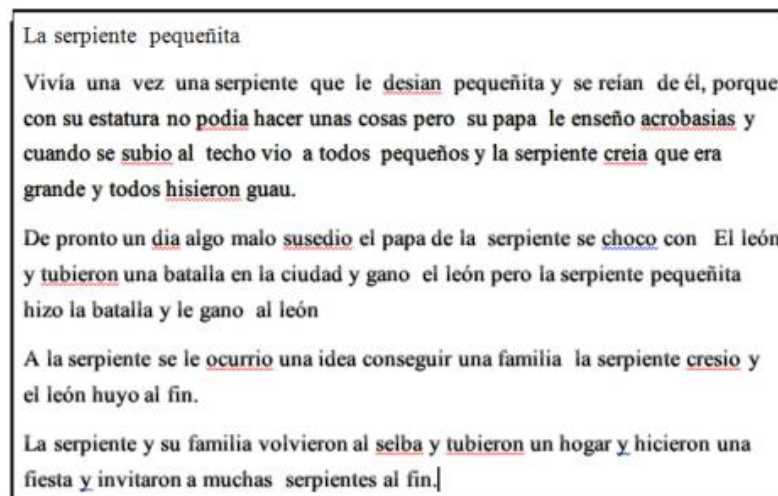 La serpiente pequeñita
Vivía una vez una serpiente que le desian pequeñita y se reían de él, porque
con su estatura no podia hacer unas cosas pero su papa le enseño acrobasias y
cuando se subio al techo vio a todos pequeños y la serpiente creia que era
grande y todos hisieron guau.
De pronto un dia algo malo susedio el papa de la serpiente se choco con El león
y tubieron una batalla en la ciudad y gano el león pero la serpiente pequeñita
hizo la batalla y le gano al león
A la serpiente se le ocurrio una idea conseguir una familia la serpiente cresio y
el león huyo al fin.
La serpiente y su familia volvieron al selba y tubieron un hogar y hicieron una
fiesta y invitaron a muchas serpientes al fin.